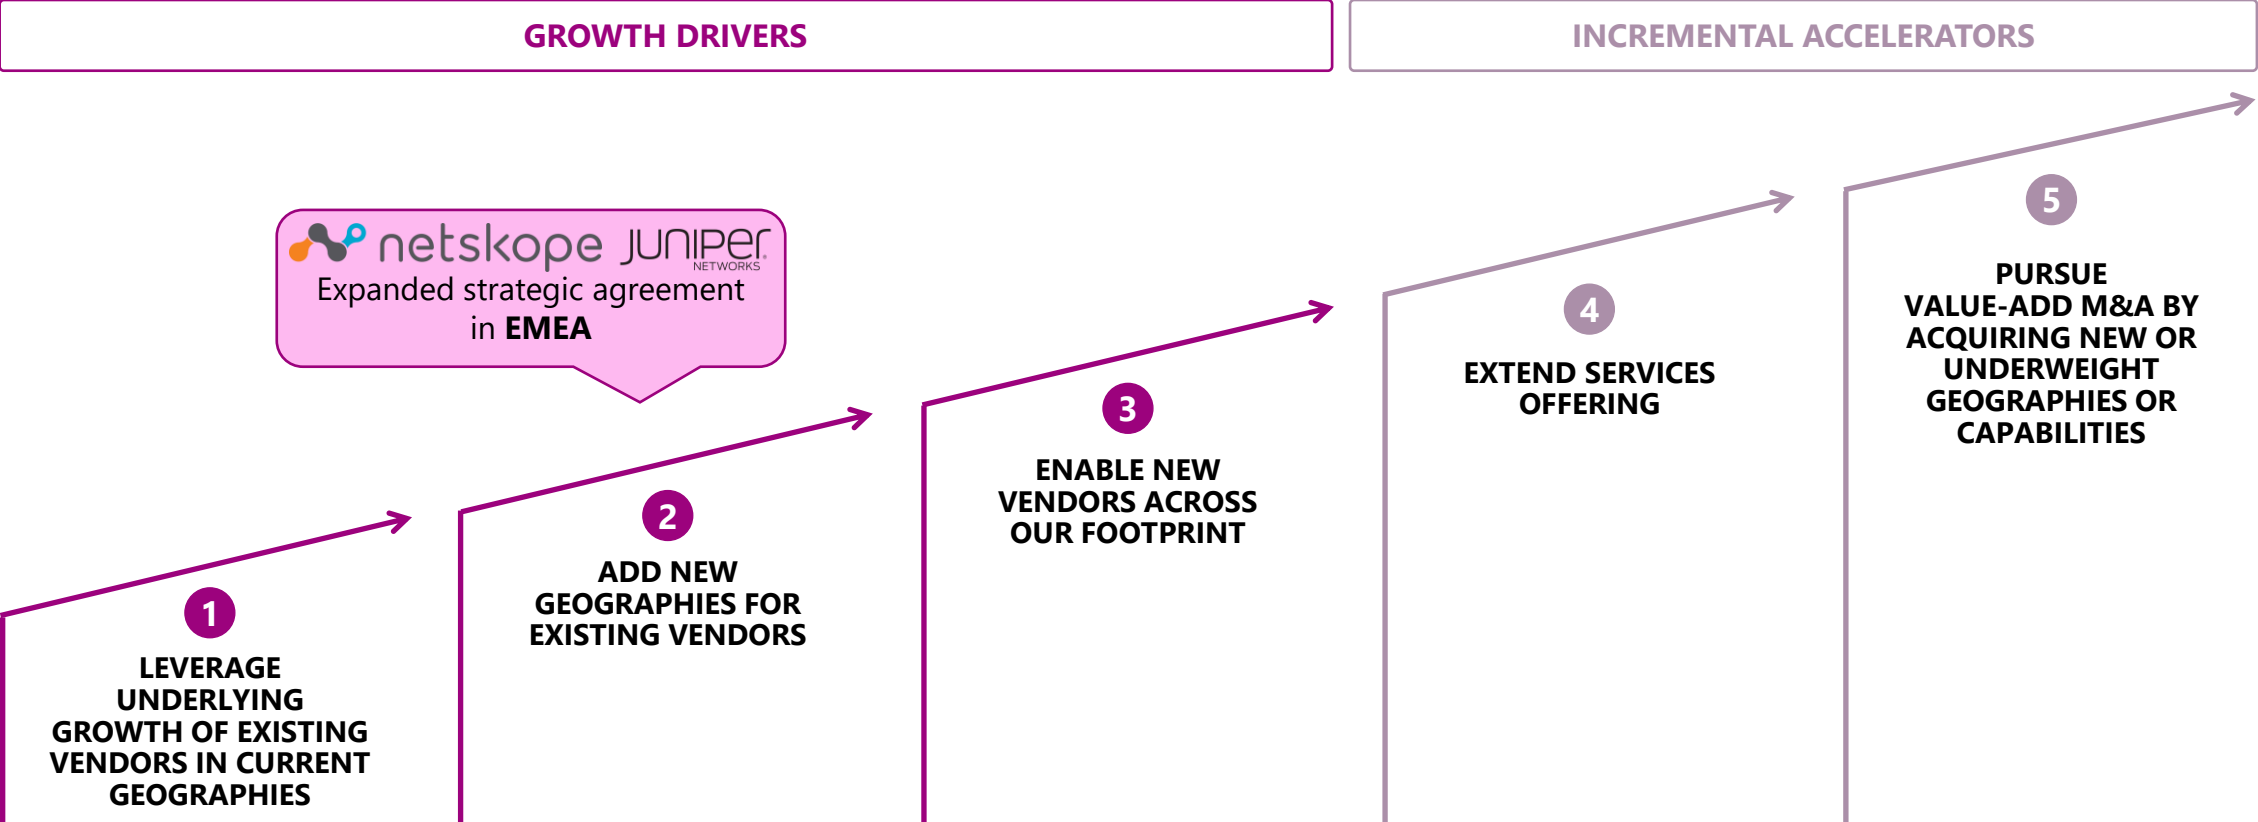 GROWTH DRIVERS
INCREMENTAL ACCELERATORS
netskope
JUNIPer
NETWORKS
Expanded strategic agreement
in EMEA
1
LEVERAGE
UNDERLYING
GROWTH OF EXISTING
VENDORS IN CURRENT
GEOGRAPHIES
2
ADD NEW
GEOGRAPHIES FOR
EXISTING VENDORS
3
ENABLE NEW
VENDORS ACROSS
OUR FOOTPRINT
4
EXTEND SERVICES
OFFERING
5
PURSUE
VALUE-ADD M&A BY
ACQUIRING NEW OR
UNDERWEIGHT
GEOGRAPHIES OR
CAPABILITIES